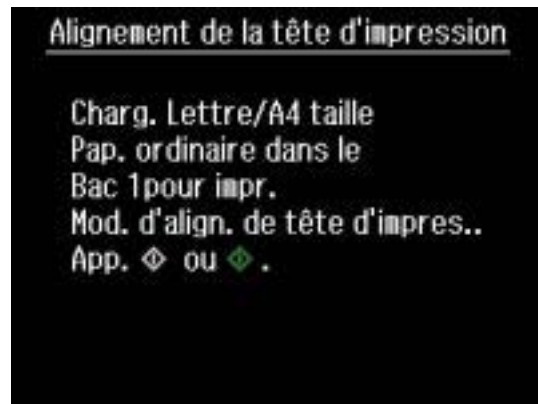 Alignement de la tête d'impression
Charg. Lettre/A4 taille
Pap. ordinaire dans le
Bac 1pour impr.
Mod. d'align. de tête d'impres..
App. ou .